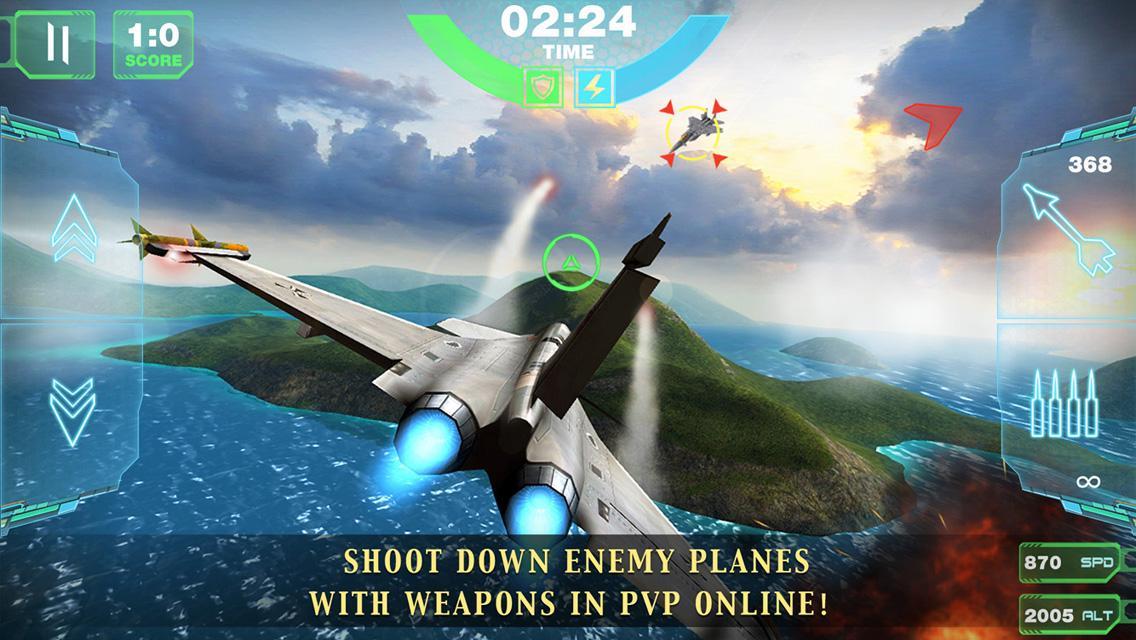 1:0
SCORE
02:24
TIME
368
∞
870 SPD
2005 ALT
SHOOT DOWN ENEMY PLANES
WITH WEAPONS IN PVP ONLINE!